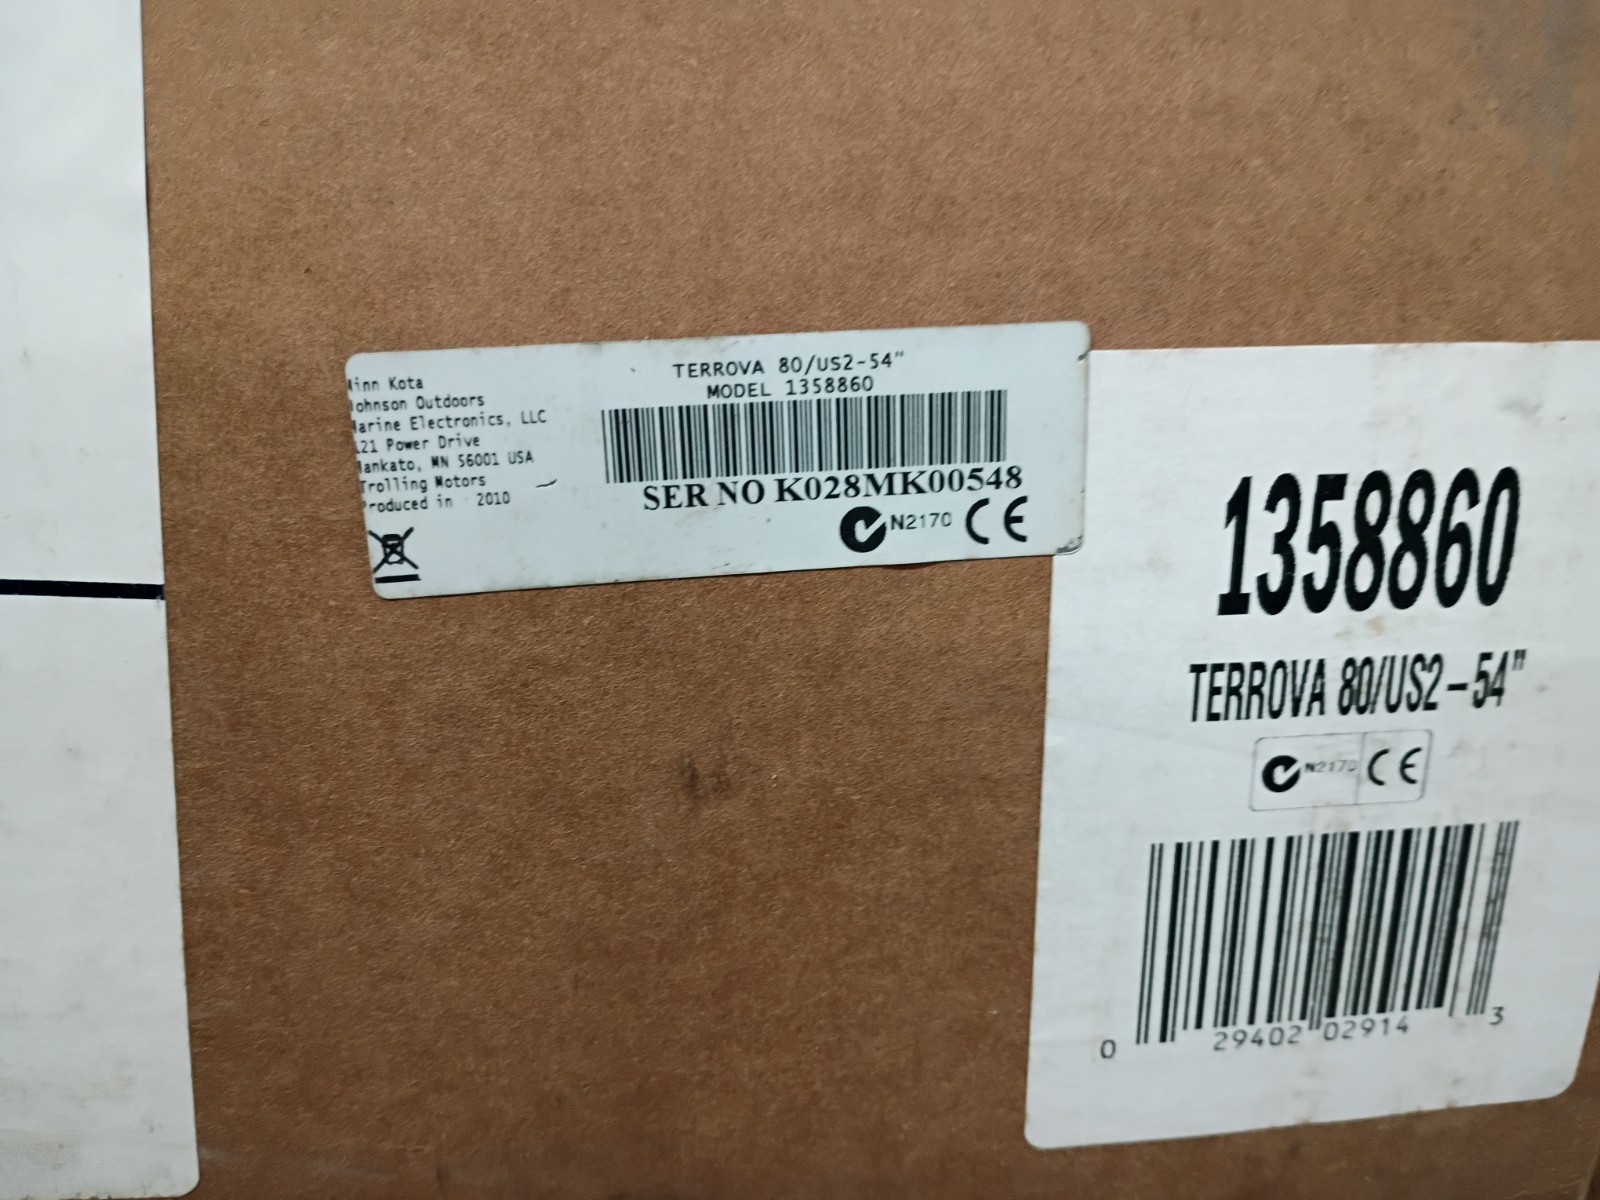 Minn Kota
Johnson Outdoors
Marine Electronics, LLC
121 Power Drive
Mankato, MN 56001 USA
Trolling Motors
Produced in 2010
TERROVA 80/US2-54"
MODEL 1358860
SER NO K028MK00548
N2170 CE
1358860
TERROVA 80/US2-54"
N2170 CE
0 29402 02914 3